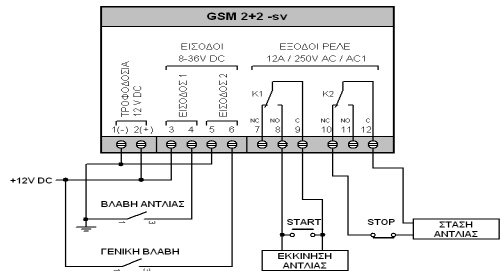 GSM 2+2 -sv
ΕΙΣΟΔΟΙ
8-36V DC
ΕΞΟΔΟΙ ΡΕΛΕ
12A / 250V AC / AC1
ΤΡΟΦΟΔΟΣΙΑ
12 V DC
ΕΙΣΟΔΟΣ 1
ΕΙΣΟΔΟΣ 2
K1
K2
NC NO C NC NO C
1(-) 2(+) 3 4 5 6 7 8 9 10 11 12
+12V DC
ΒΛΑΒΗ ΑΝΤΛΙΑΣ
ΓΕΝΙΚΗ ΒΛΑΒΗ
START
STOP
ΕΚΚΙΝΗΣΗ
ΑΝΤΛΙΑΣ
ΣΤΑΣΗ
ΑΝΤΛΙΑΣ